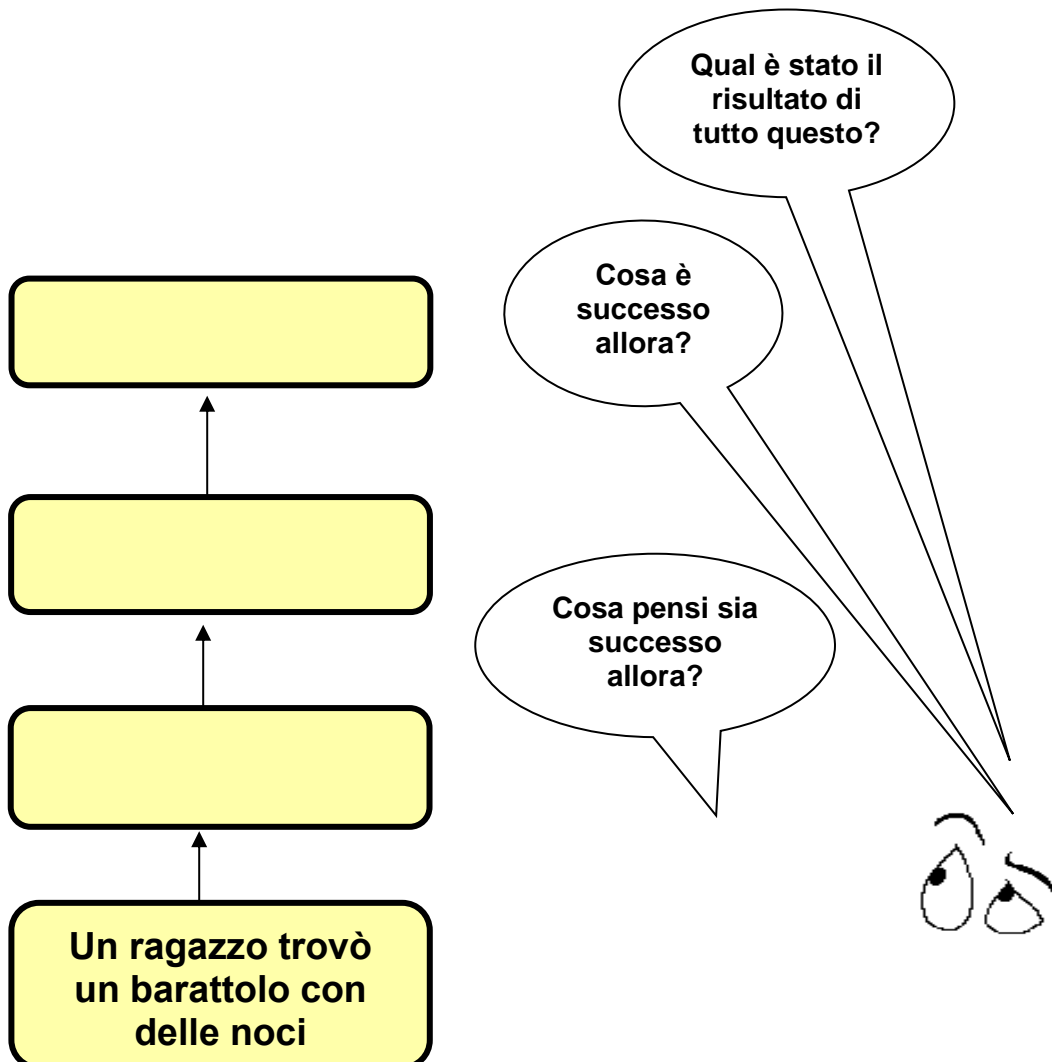 Qual è stato il
risultato di
tutto questo?
Cosa è
successo
allora?
Cosa pensi sia
successo
allora?
Un ragazzo trovò
un barattolo con
delle noci